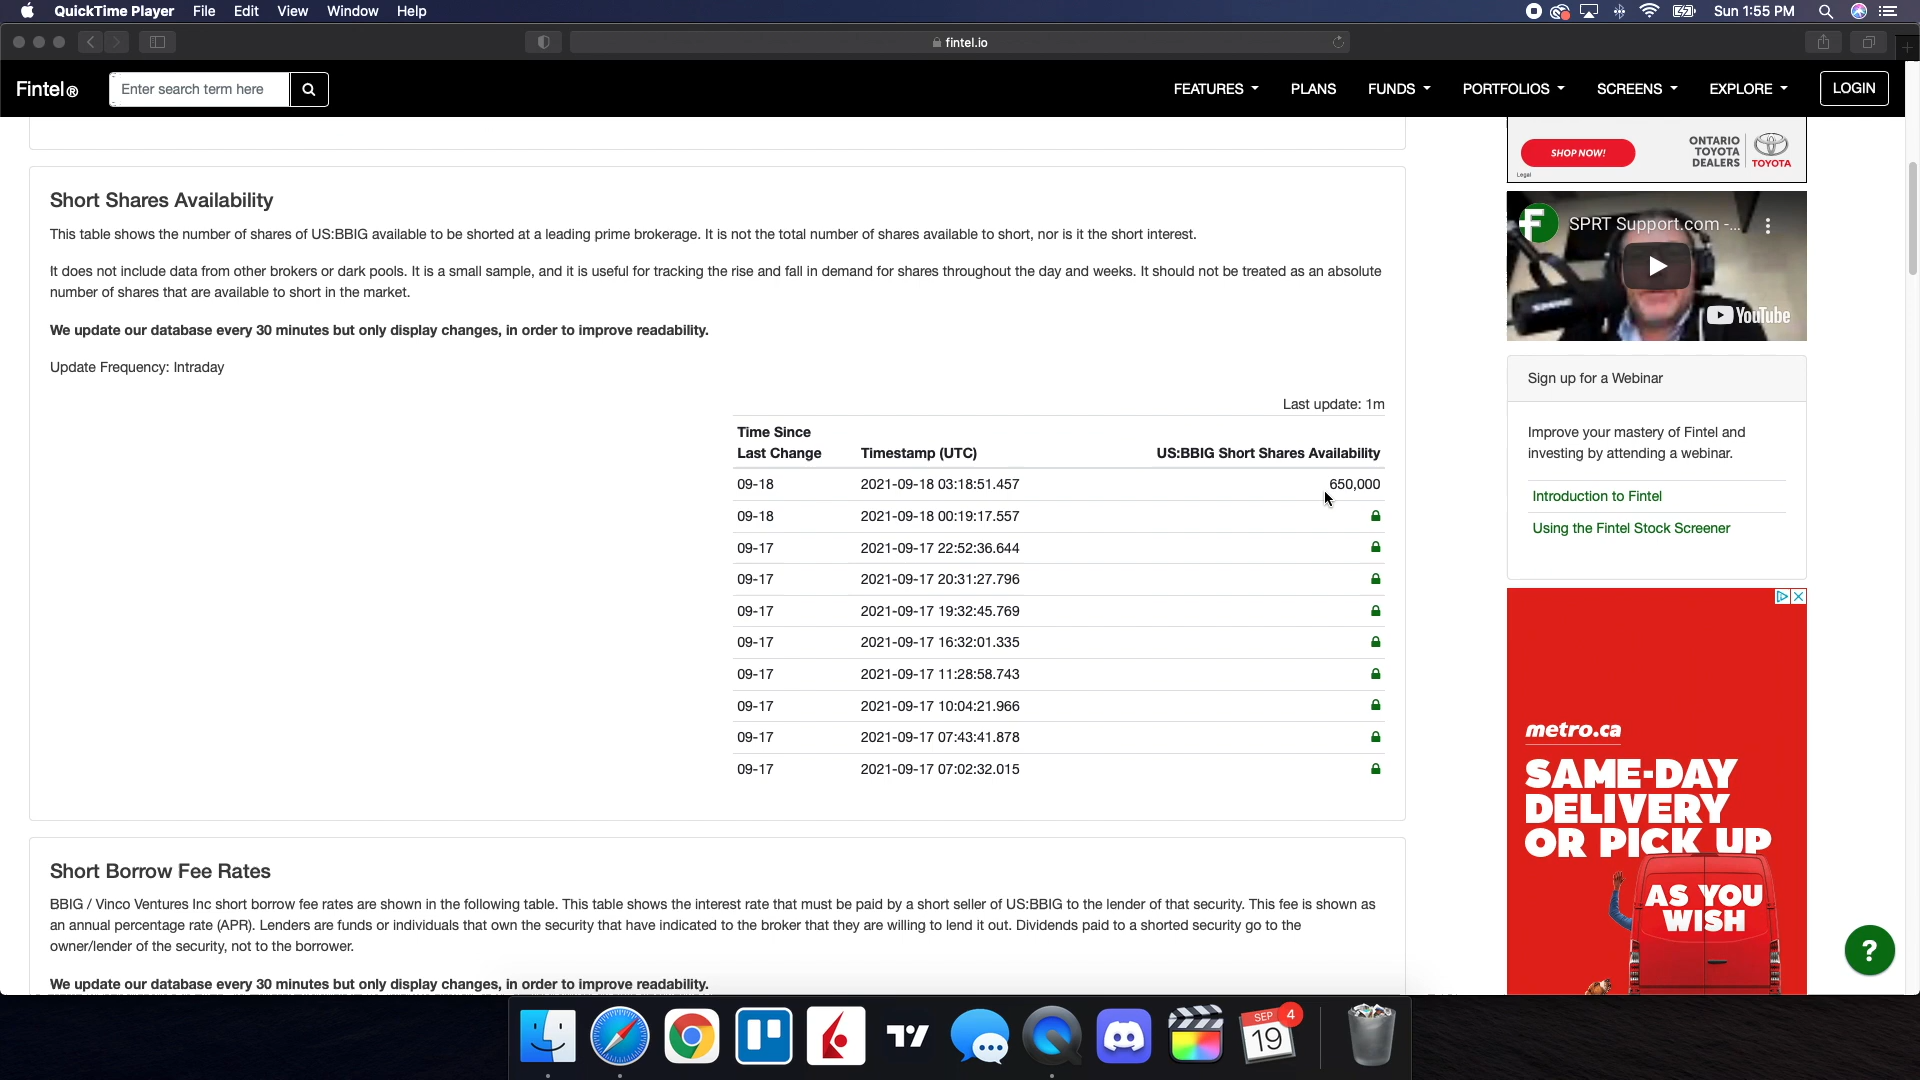 QuickTime Player File Edit View Window Help
Sun 1:55 PM
fintel.io
Fintel®
Enter search term here
FEATURES PLANS FUNDS PORTFOLIOS SCREENS EXPLORE LOGIN
Short Shares Availability
This table shows the number of shares of US:BBIG available to be shorted at a leading prime brokerage. It is not the total number of shares available to short, nor is it the short interest.
It does not include data from other brokers or dark pools. It is a small sample, and it is useful for tracking the rise and fall in demand for shares throughout the day and weeks. It should not be treated as an absolute
number of shares that are available to short in the market.
We update our database every 30 minutes but only display changes, in order to improve readability.
Update Frequency: Intraday
Last update: 1m
Time Since
Last Change Timestamp (UTC) US:BBIG Short Shares Availability
09-18 2021-09-18 03:18:51.457 650,000
09-18 2021-09-18 00:19:17.557
09-17 2021-09-17 22:52:36.644
09-17 2021-09-17 20:31:27.796
09-17 2021-09-17 19:32:45.769
09-17 2021-09-17 16:32:01.335
09-17 2021-09-17 11:28:58.743
09-17 2021-09-17 10:04:21.966
09-17 2021-09-17 07:43:41.878
09-17 2021-09-17 07:02:32.015
Short Borrow Fee Rates
BBIG / Vinco Ventures Inc short borrow fee rates are shown in the following table. This table shows the interest rate that must be paid by a short seller of US:BBIG to the lender of that security. This fee is shown as
an annual percentage rate (APR). Lenders are funds or individuals that own the security that have indicated to the broker that they are willing to lend it out. Dividends paid to a shorted security go to the
owner/lender of the security, not to the borrower.
We update our database every 30 minutes but only display changes, in order to improve readability.
SHOP NOW!
Legal
ONTARIO
TOYOTA
DEALERS
TOYOTA
F
SPRT Support.com -...
YouTube
Sign up for a Webinar
Improve your mastery of Fintel and
investing by attending a webinar.
Introduction to Fintel
Using the Fintel Stock Screener
metro.ca
SAME-DAY
DELIVERY
OR PICK UP
AS YOU
WISH
?
SEP
19
4